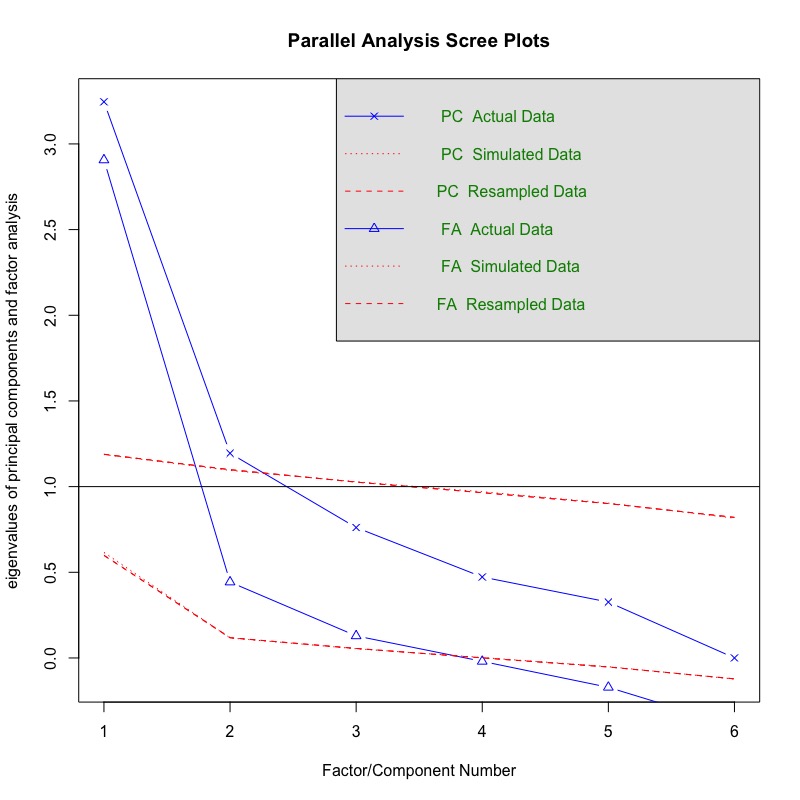 Parallel Analysis Scree Plots
eigenvalues of principal components and factor analysis
3.0
2.5
2.0
1.5
1.0
0.5
0.0
PC  Actual Data
PC  Simulated Data
PC  Resampled Data
FA  Actual Data
FA  Simulated Data
FA  Resampled Data
1 2 3 4 5 6
Factor/Component Number